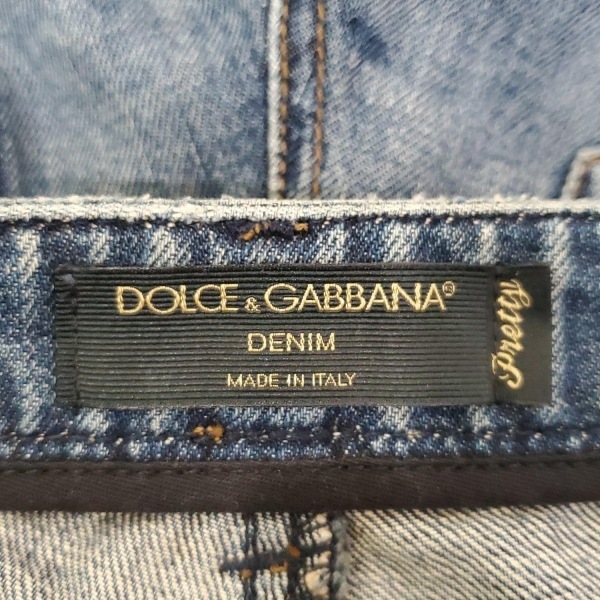 DOLCE & GABBANA®
DENIM
MADE IN ITALY
Pretty